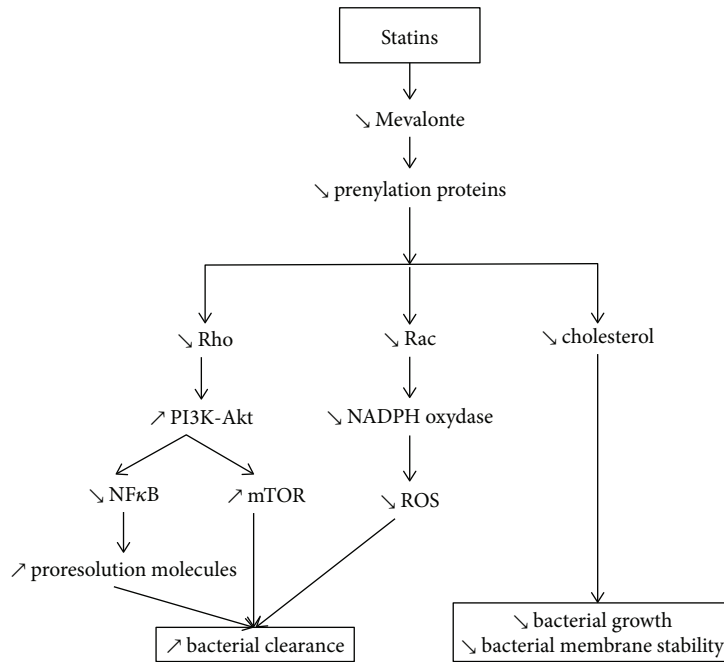 Statins
↘ Mevalonte
↘ prenylation proteins
↘ Rho
↘ Rac
↘ cholesterol
↗ PI3K-Akt
↘ NADPH oxydase
↘ NFκB
↗ mTOR
↘ ROS
↗ proresolution molecules
↗ bacterial clearance
↘ bacterial growth
↘ bacterial membrane stability